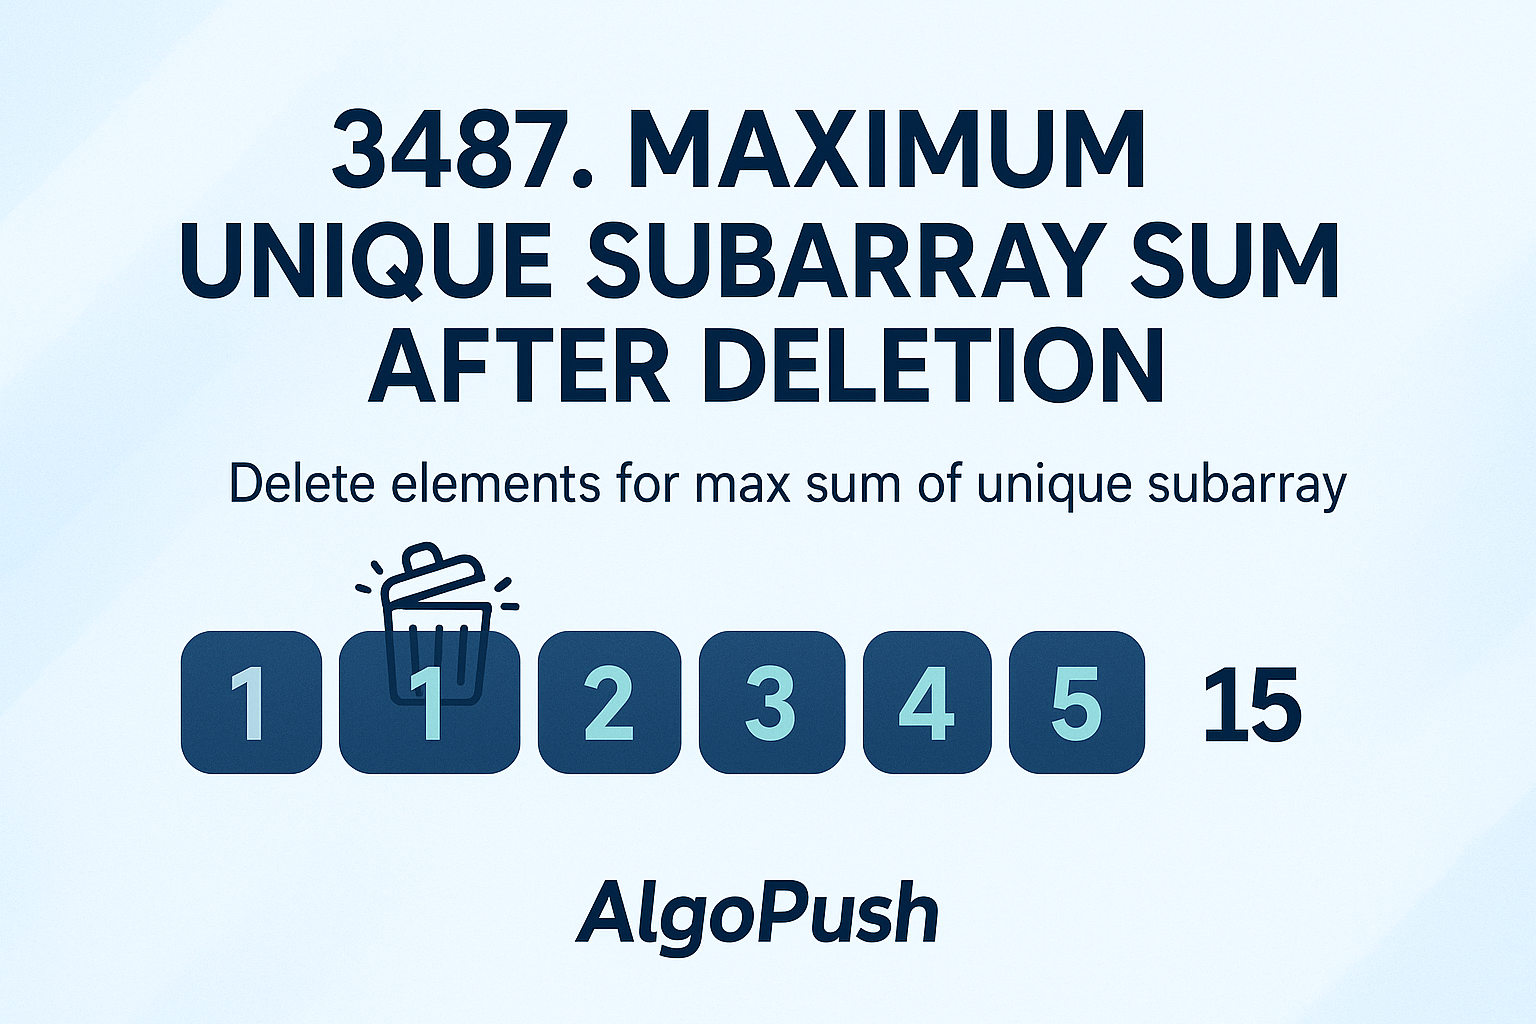 3487. MAXIMUM
UNIQUE SUBARRAY SUM
AFTER DELETION
Delete elements for max sum of unique subarray
1 1 2 3 4 5 15
AlgoPush